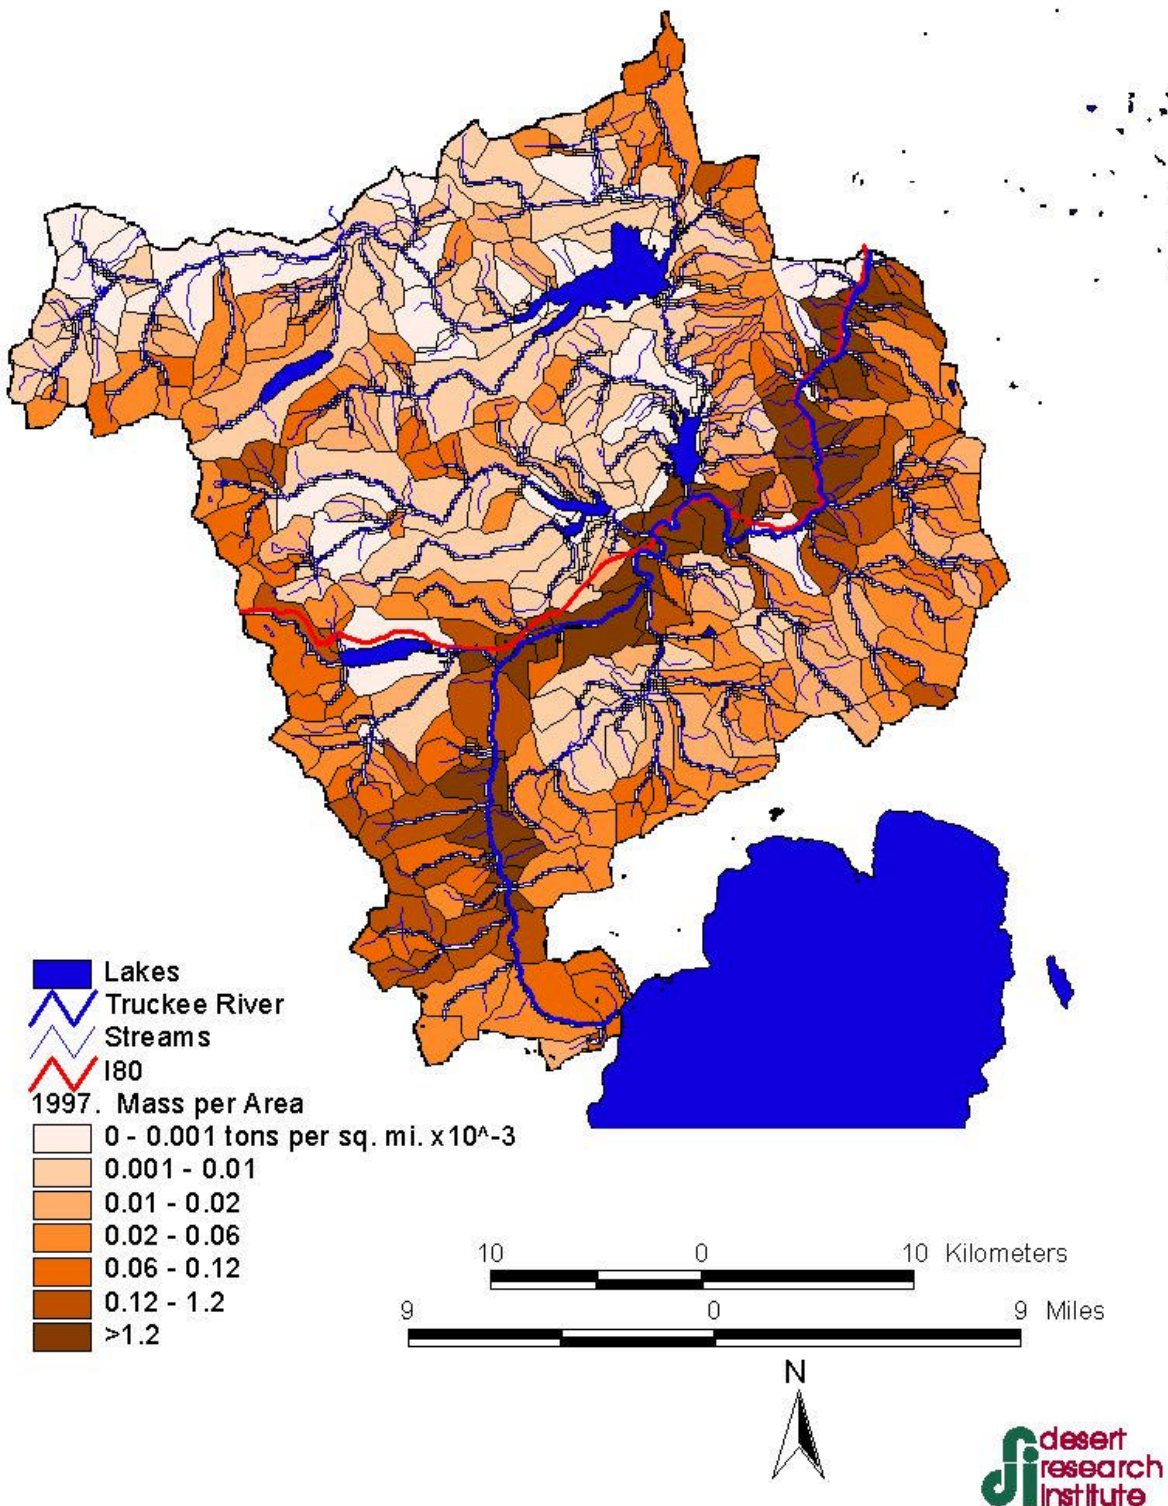 Lakes
Truckee River
Streams
I80
1997. Mass per Area
0 - 0.001 tons per sq. mi. x10^-3
0.001 - 0.01
0.01 - 0.02
0.02 - 0.06
0.06 - 0.12
0.12 - 1.2
>1.2
10 0 10 Kilometers
9 0 9 Miles
N
dri
desert
research
institute